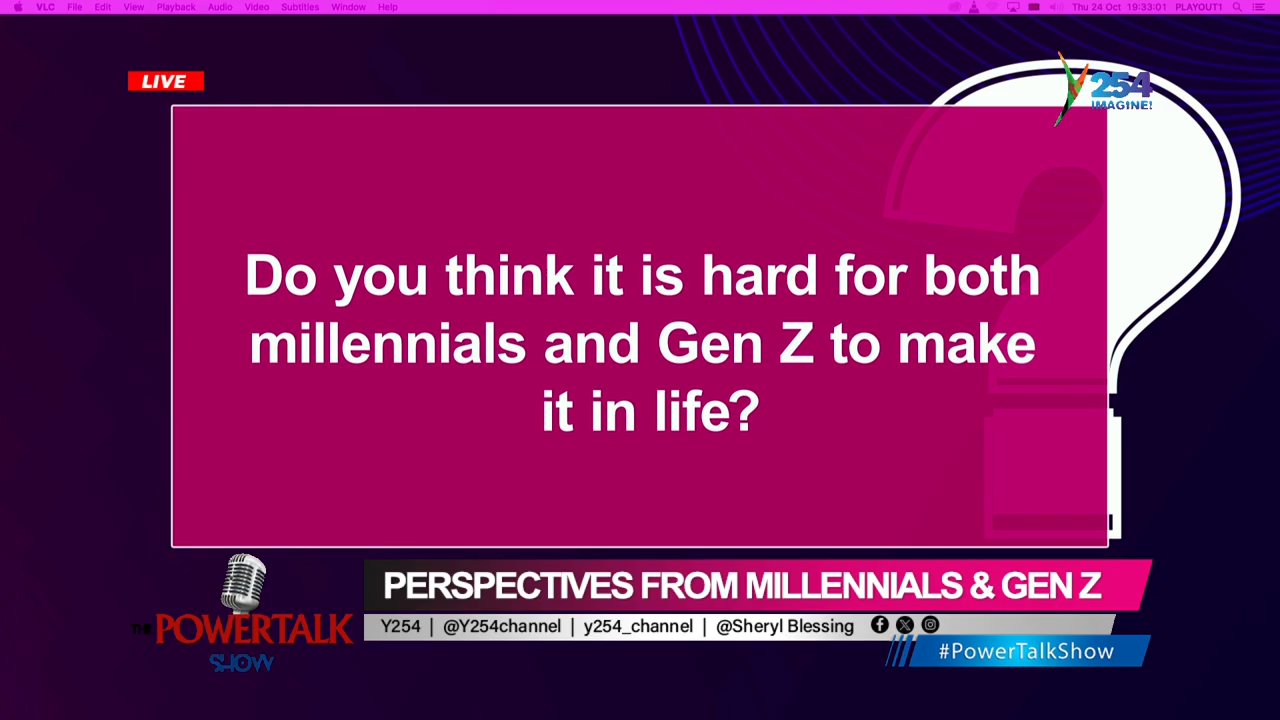 VLC File Edit View Playback Audio Video Subtitles Window Help Thu 24 Oct 19:33:01 PLAYOUT1
LIVE
254
IMAGINE!
Do you think it is hard for both
millennials and Gen Z to make
it in life?
PERSPECTIVES FROM MILLENNIALS & GEN Z
THE POWERTALK
SHOW
Y254 | @Y254channel | y254_channel | @Sheryl Blessing
#PowerTalkShow